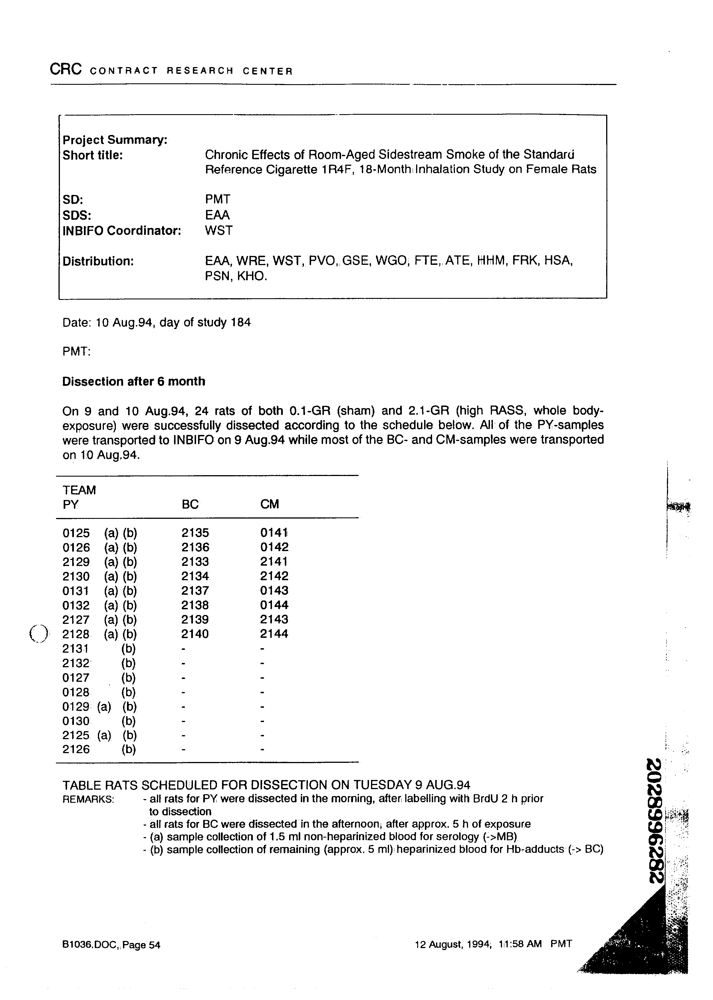 CRC CONTRACT RESEARCH CENTER
Project Summary:
Short title: Chronic Effects of Room-Aged Sidestream Smoke of the Standard
Reference Cigarette 1R4F, 18-Month Inhalation Study on Female Rats
SD: PMT
SDS: EAA
INBIFO Coordinator: WST
Distribution: EAA, WRE, WST, PVO, GSE, WGO, FTE, ATE, HHM, FRK, HSA,
PSN, KHO.
Date: 10 Aug.94, day of study 184
PMT:
Dissection after 6 month
On 9 and 10 Aug.94, 24 rats of both 0.1-GR (sham) and 2.1-GR (high RASS, whole body-
exposure) were successfully dissected according to the schedule below. All of the PY-samples
were transported to INBIFO on 9 Aug.94 while most of the BC- and CM-samples were transported
on 10 Aug.94.
TEAM
PY BC CM
0125 (a) (b) 2135 0141
0126 (a) (b) 2136 0142
2129 (a) (b) 2133 2141
2130 (a) (b) 2134 2142
0131 (a) (b) 2137 0143
0132 (a) (b) 2138 0144
2127 (a) (b) 2139 2143
2128 (a) (b) 2140 2144
2131 (b) - -
2132 (b) - -
0127 (b) - -
0128 (b) - -
0129 (a) (b) - -
0130 (b) - -
2125 (a) (b) - -
2126 (b) - -
TABLE RATS SCHEDULED FOR DISSECTION ON TUESDAY 9 AUG.94
REMARKS: - all rats for PY were dissected in the morning, after labelling with BrdU 2 h prior
to dissection
- all rats for BC were dissected in the afternoon, after approx. 5 h of exposure
- (a) sample collection of 1.5 ml non-heparinized blood for serology (->MB)
- (b) sample collection of remaining (approx. 5 ml) heparinized blood for Hb-adducts (-> BC)
2028996282
B1036.DOC, Page 54 12 August, 1994, 11:58 AM PMT